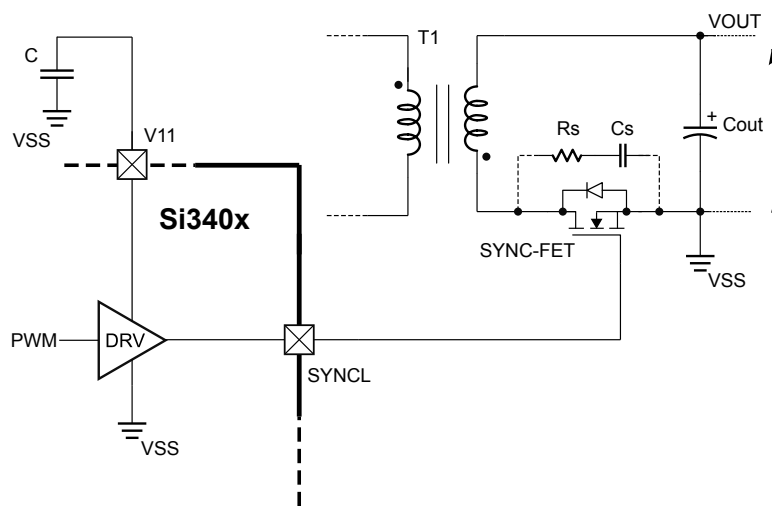 VOUT
T1
C
VSS
V11
Rs
Cs
+
Cout
Si340x
SYNC-FET
VSS
PWM
DRV
SYNCL
VSS